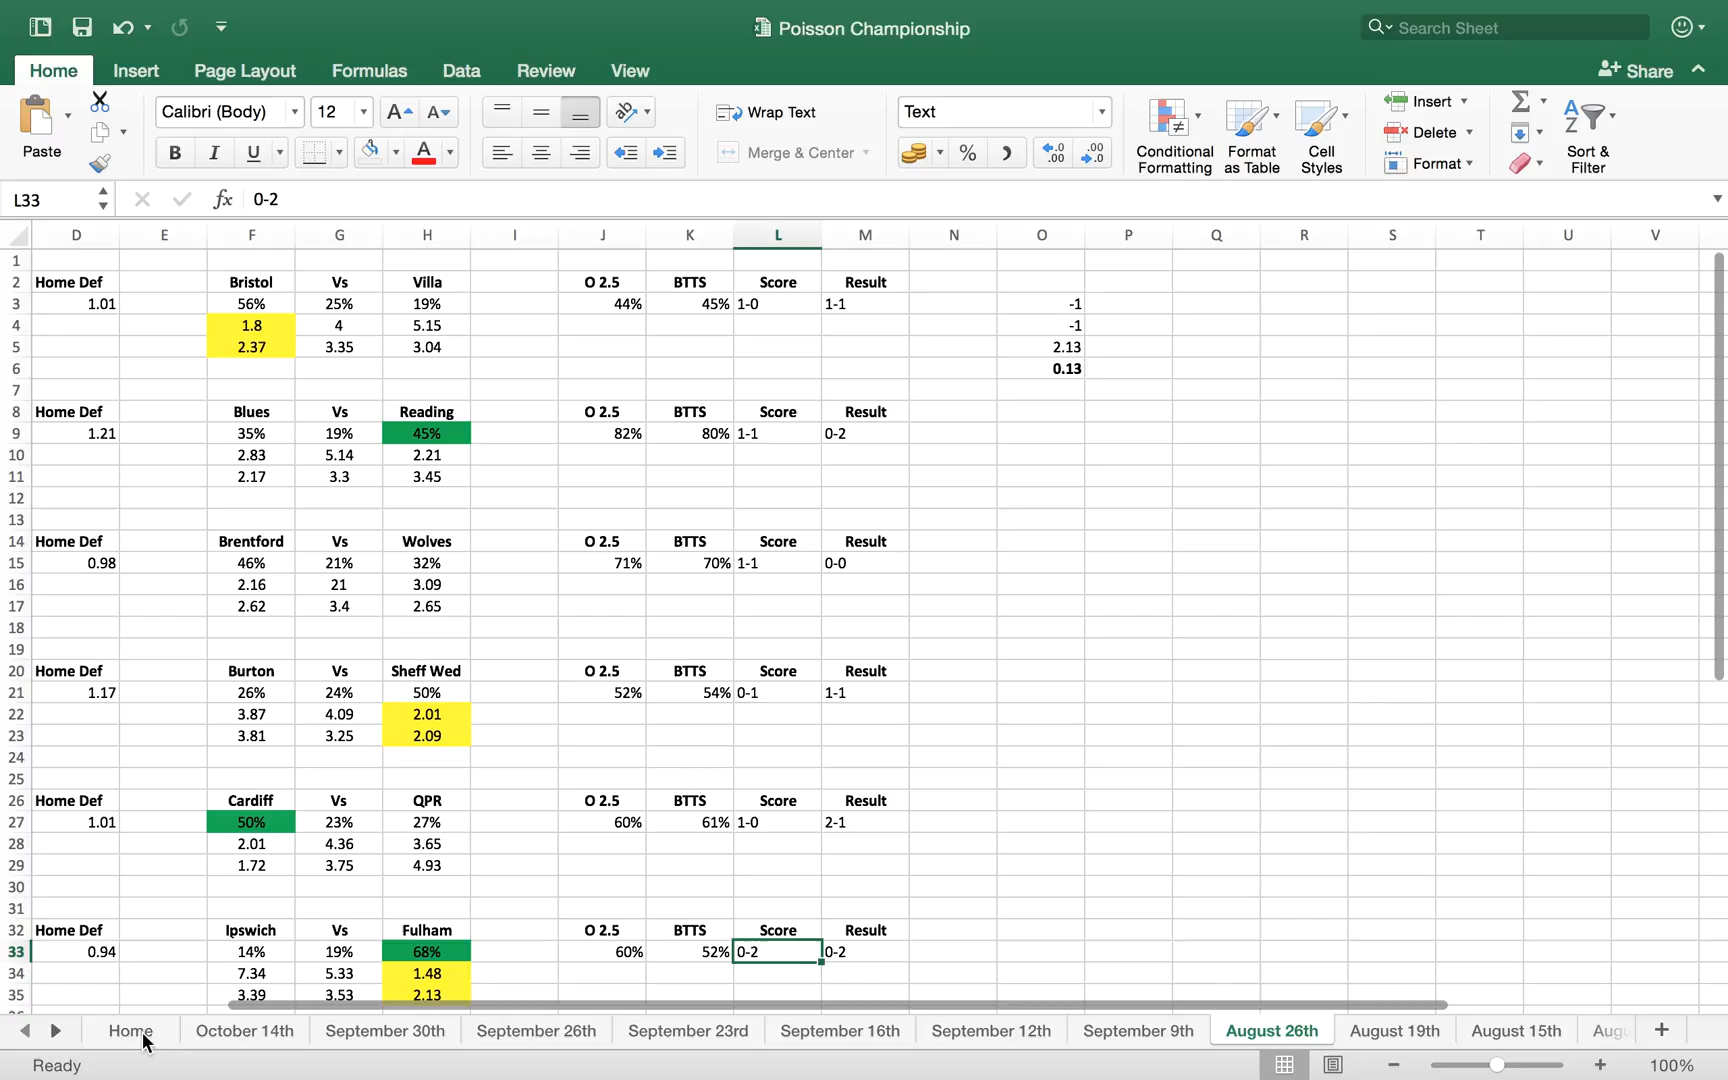 Poisson Championship
Search Sheet
Home Insert Page Layout Formulas Data Review View
Share
Paste
Calibri (Body) 12
Wrap Text
Merge & Center
Text
Conditional Formatting
Format as Table
Cell Styles
Insert
Delete
Format
Sort & Filter
L33 fx 0-2
D E F G H I J K L M N O P Q R S T U V
1
2 Home Def Bristol Vs Villa O 2.5 BTTS Score Result
3 1.01 56% 25% 19% 44% 45% 1-0 1-1 -1
4 1.8 4 5.15 -1
5 2.37 3.35 3.04 2.13
6 0.13
7
8 Home Def Blues Vs Reading O 2.5 BTTS Score Result
9 1.21 35% 19% 45% 82% 80% 1-1 0-2
10 2.83 5.14 2.21
11 2.17 3.3 3.45
12
13
14 Home Def Brentford Vs Wolves O 2.5 BTTS Score Result
15 0.98 46% 21% 32% 71% 70% 1-1 0-0
16 2.16 21 3.09
17 2.62 3.4 2.65
18
19
20 Home Def Burton Vs Sheff Wed O 2.5 BTTS Score Result
21 1.17 26% 24% 50% 52% 54% 0-1 1-1
22 3.87 4.09 2.01
23 3.81 3.25 2.09
24
25
26 Home Def Cardiff Vs QPR O 2.5 BTTS Score Result
27 1.01 50% 23% 27% 60% 61% 1-0 2-1
28 2.01 4.36 3.65
29 1.72 3.75 4.93
30
31
32 Home Def Ipswich Vs Fulham O 2.5 BTTS Score Result
33 0.94 14% 19% 68% 60% 52% 0-2 0-2
34 7.34 5.33 1.48
35 3.39 3.53 2.13
Home October 14th September 30th September 26th September 23rd September 16th September 12th September 9th August 26th August 19th August 15th Augu
Ready 100%